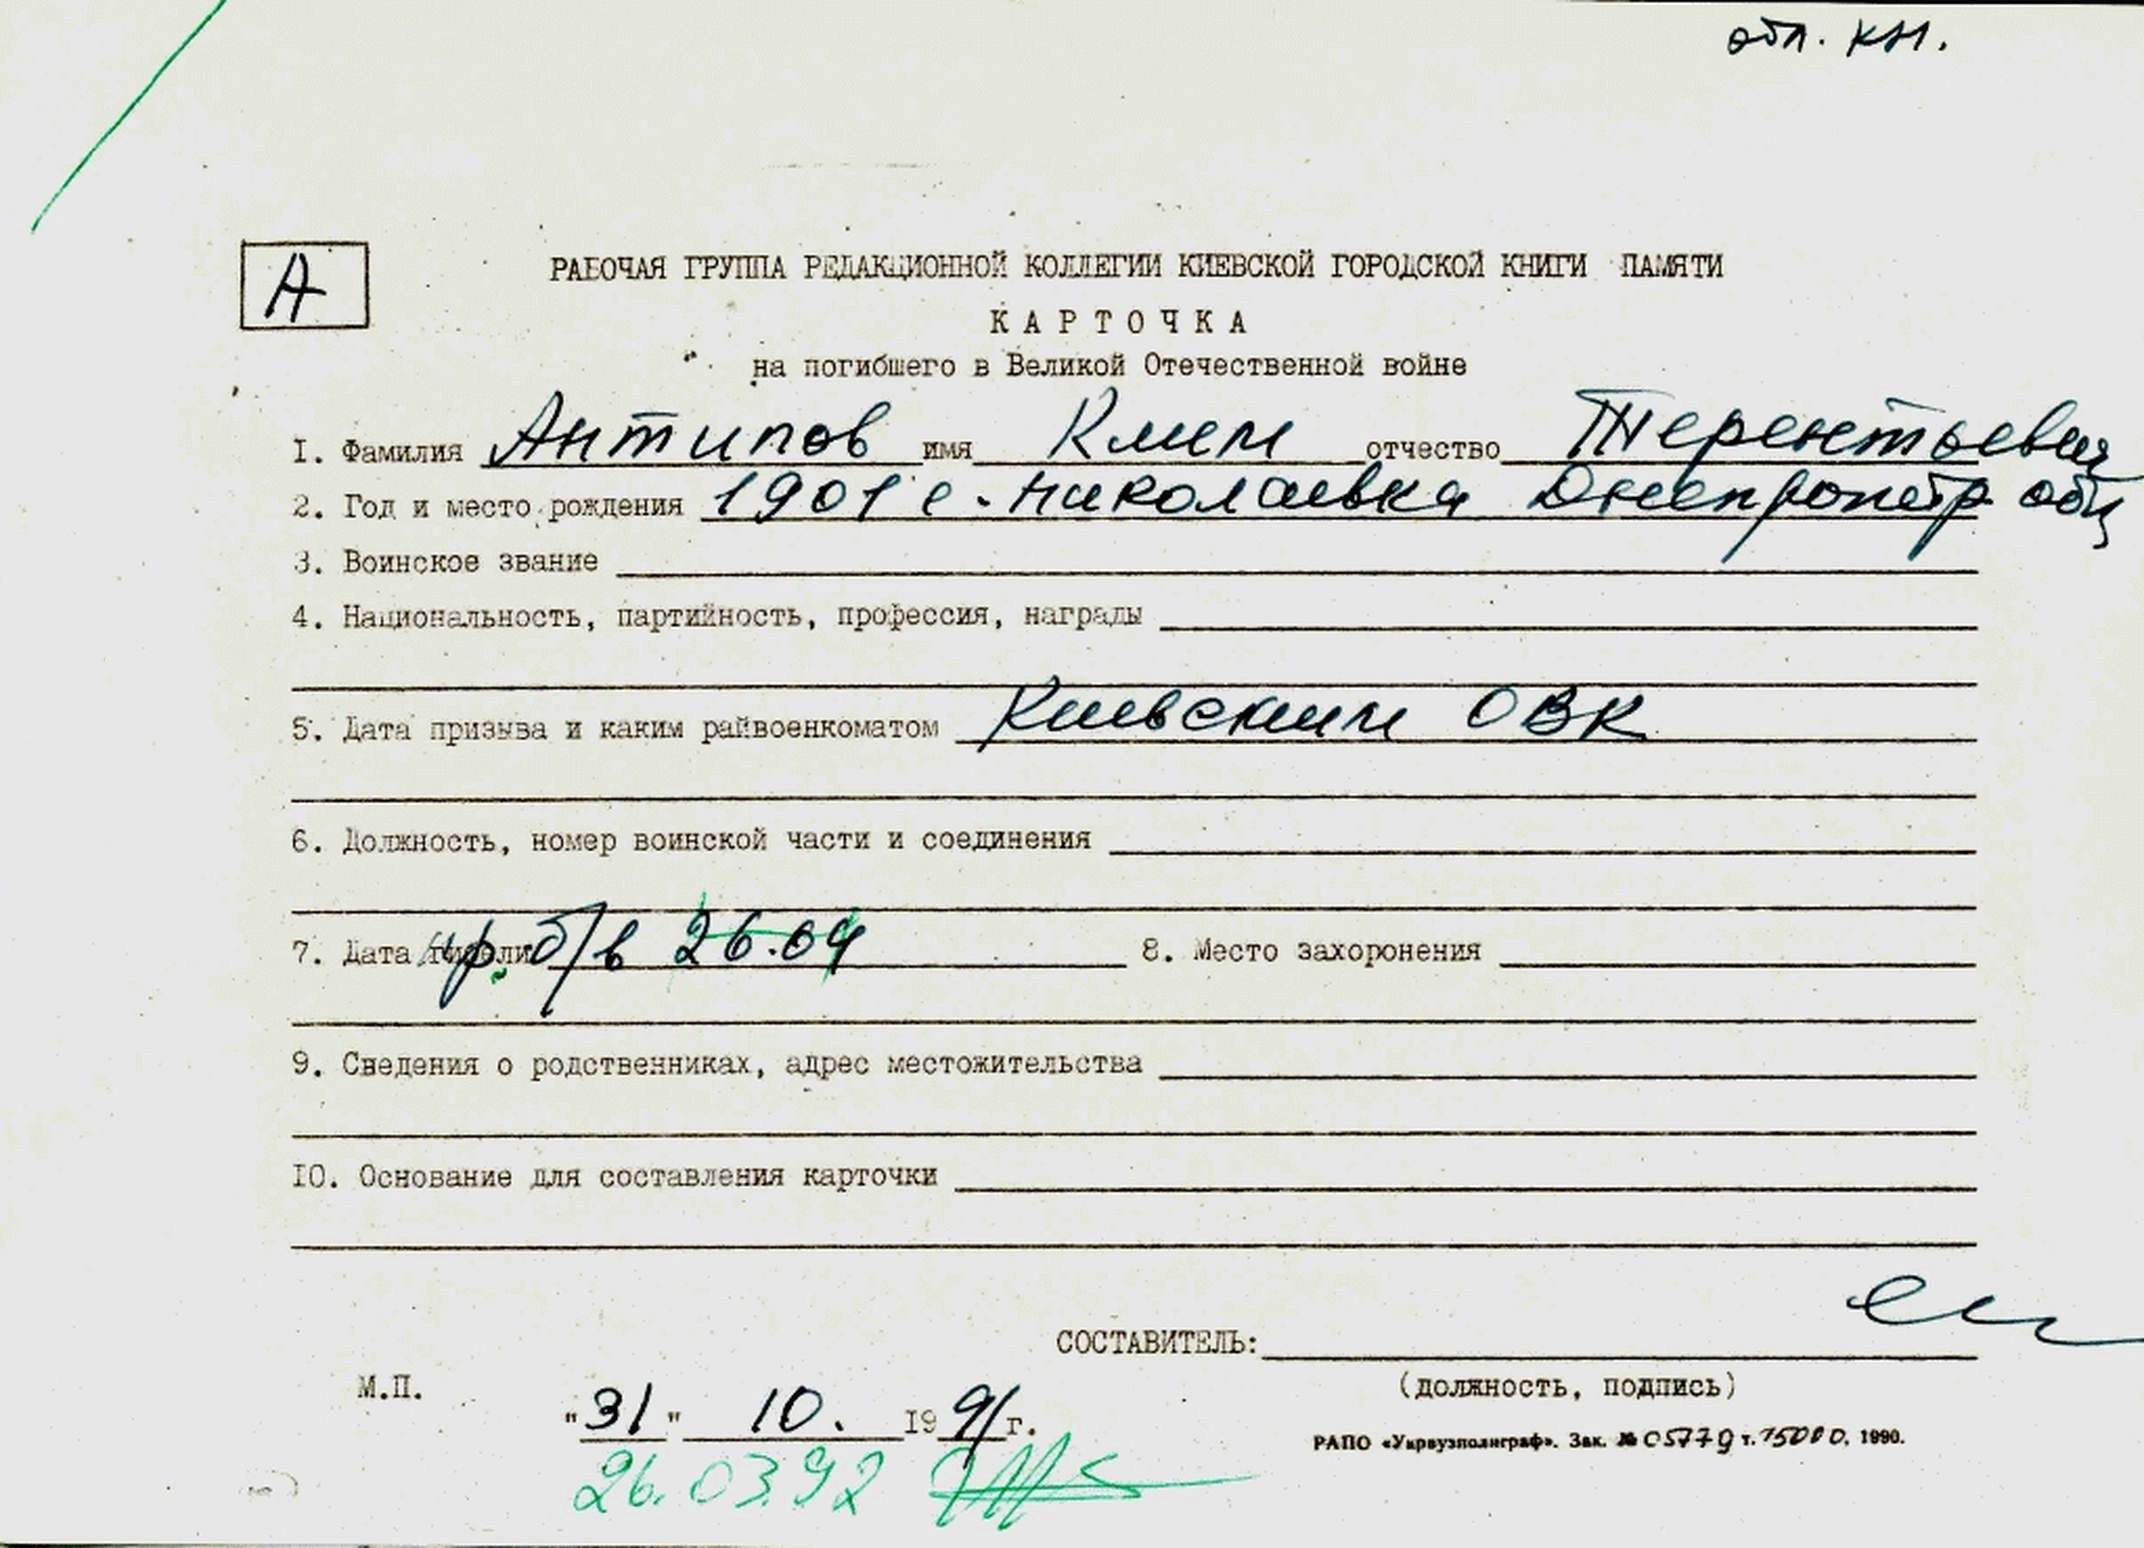 обл. кн.
А
РАБОЧАЯ ГРУППА РЕДАКЦИОННОЙ КОЛЛЕГИИ КИЕВСКОЙ ГОРОДСКОЙ КНИГИ ПАМЯТИ
КАРТОЧКА
на погибшего в Великой Отечественной войне
1. Фамилия Антипов имя Клим отчество Терентьевич
2. Год и место рождения 1901 с. Николаевка Днепропетр обл
3. Воинское звание
4. Национальность, партийность, профессия, награды
5. Дата призыва и каким райвоенкоматом Киевским ОВК
6. Должность, номер воинской части и соединения
7. Дата гибели пр. б/в 26.04 8. Место захоронения
9. Сведения о родственниках, адрес местожительства
10. Основание для составления карточки
СОСТАВИТЕЛЬ:
(должность, подпись)
М.П.
"31" 10. 1991 г.
РАПО «Укрвузполиграф». Зак. № 05779 т. 15000. 1990.
26.03.92